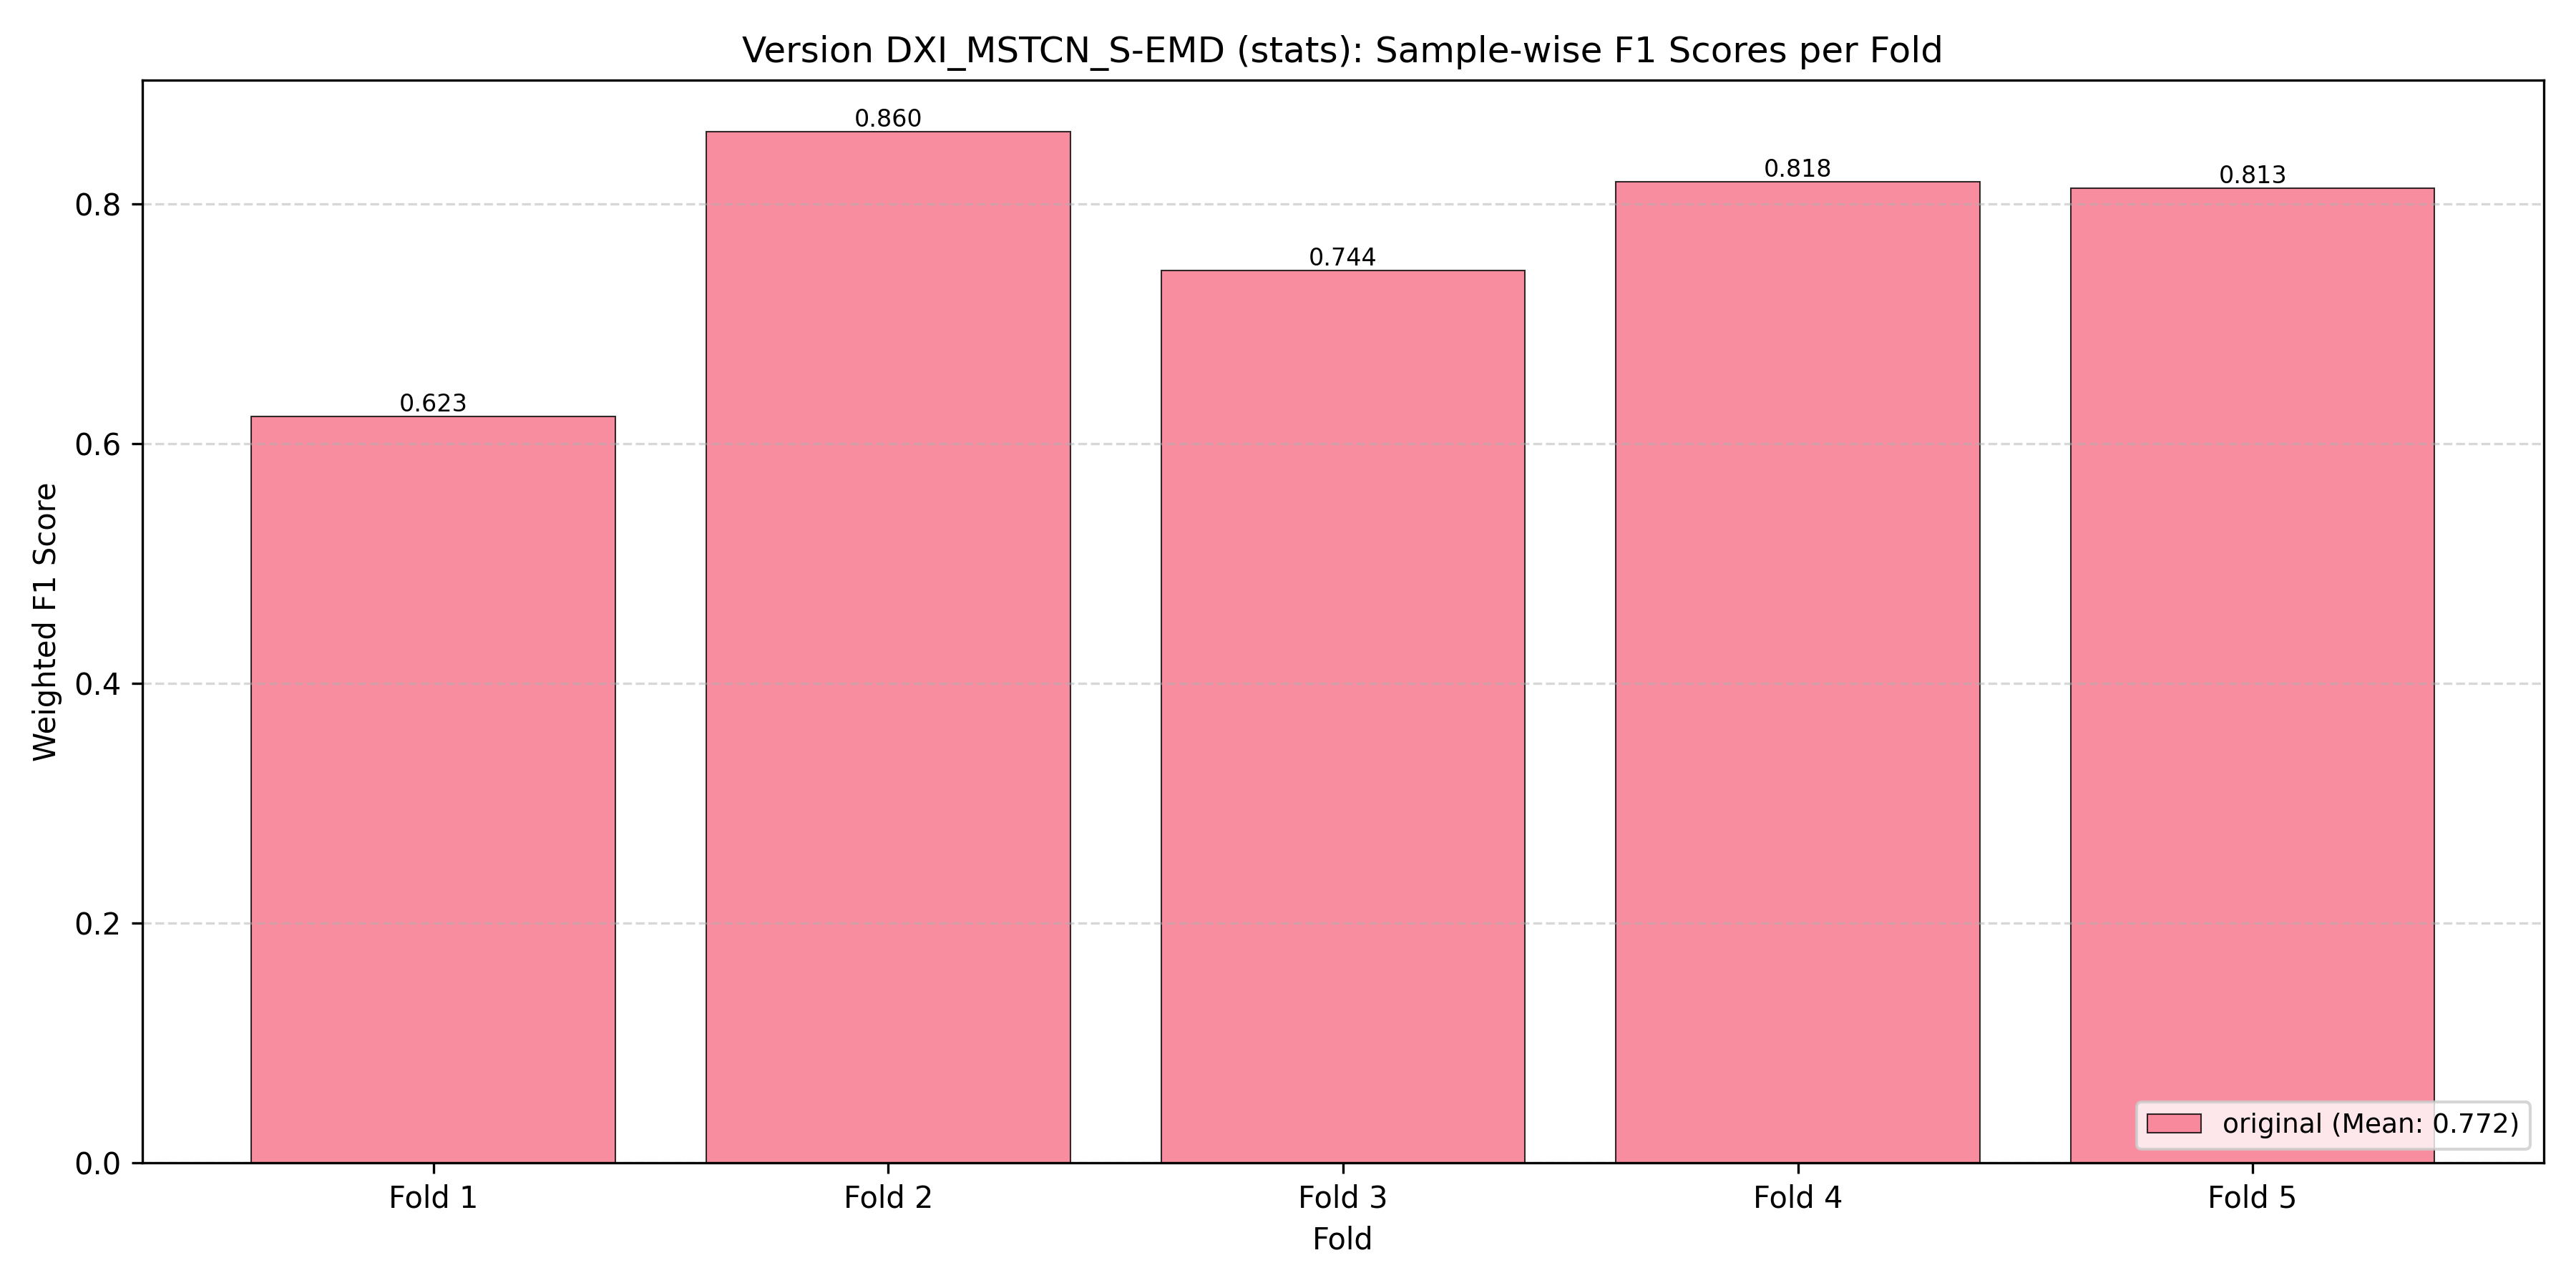 Version DXI_MSTCN_S-EMD (stats): Sample-wise F1 Scores per Fold
Weighted F1 Score
0.8
0.6
0.4
0.2
0.0
0.623
0.860
0.744
0.818
0.813
original (Mean: 0.772)
Fold 1
Fold 2
Fold 3
Fold 4
Fold 5
Fold